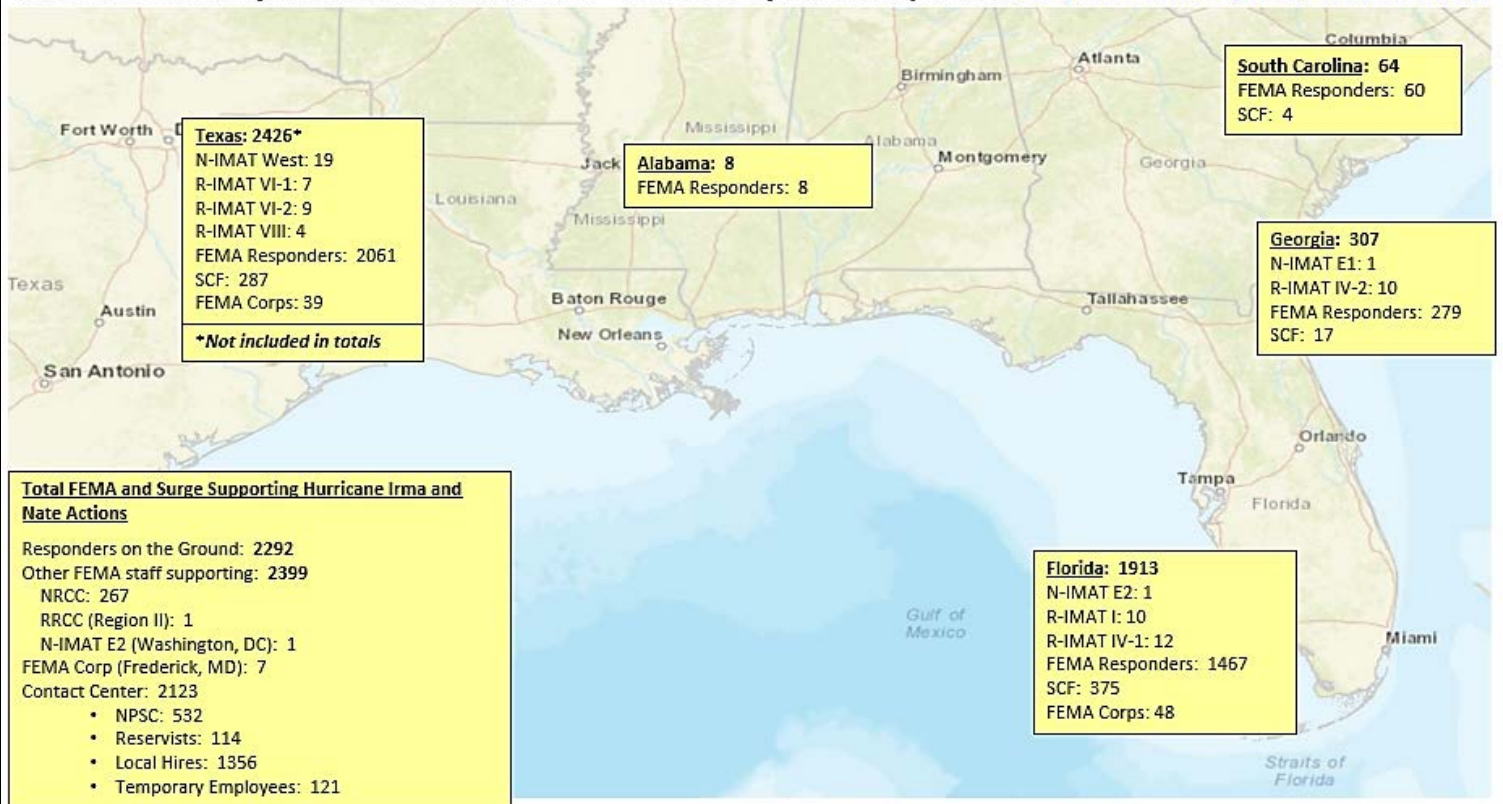 Columbia
Atlanta
Birmingham
South Carolina: 64
FEMA Responders: 60
SCF: 4
Fort Worth
Texas: 2426*
N-IMAT West: 19
R-IMAT VI-1: 7
R-IMAT VI-2: 9
R-IMAT VIII: 4
FEMA Responders: 2061
SCF: 287
FEMA Corps: 39
*Not included in totals
Mississippi
Alabama
Jack
Alabama: 8
FEMA Responders: 8
Montgomery
Georgia
Louisiana
Mississippi
Georgia: 307
N-IMAT E1: 1
R-IMAT IV-2: 10
FEMA Responders: 279
SCF: 17
Texas
Austin
Baton Rouge
Tallahassee
New Orleans
San Antonio
Orlando
Tampa
Florida
Total FEMA and Surge Supporting Hurricane Irma and
Nate Actions
Responders on the Ground: 2292
Other FEMA staff supporting: 2399
NRCC: 267
RRCC (Region II): 1
N-IMAT E2 (Washington, DC): 1
FEMA Corp (Frederick, MD): 7
Contact Center: 2123
• NPSC: 532
• Reservists: 114
• Local Hires: 1356
• Temporary Employees: 121
Florida: 1913
N-IMAT E2: 1
R-IMAT I: 10
R-IMAT IV-1: 12
FEMA Responders: 1467
SCF: 375
FEMA Corps: 48
Gulf of
Mexico
Miami
Straits of
Florida